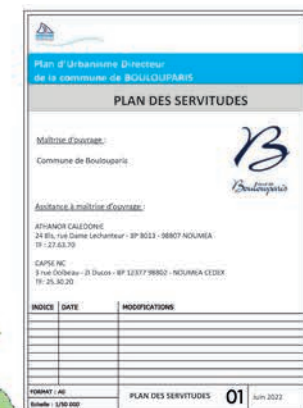 Plan d'Urbanisme Directeur
de la commune de BOULOUPARIS
PLAN DES SERVITUDES
Maîtrise d'ouvrage :
Commune de Boulouparis
Boulouparis
Assitance à maîtrise d'ouvrage :
ATHANOR CALEDONIE
24 Bis, rue Dame Lechanteur - BP 8013 - 98807 NOUMEA
Tf : 27.63.70
CAPSE NC
3 rue Dolbeau - ZI Ducos - BP 12377 98802 - NOUMEA CEDEX
Tf: 25.30.20
INDICE DATE MODIFICATIONS
FORMAT : A0
Echelle : 1/50 000
PLAN DES SERVITUDES 01 Juin 2022